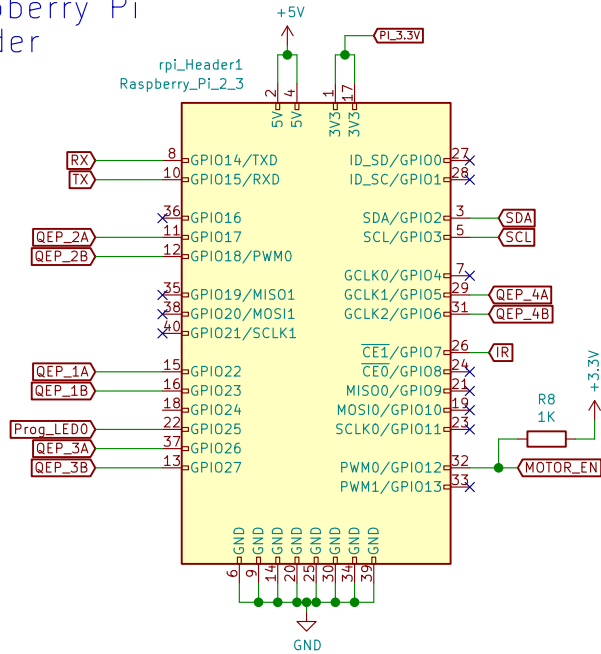 berry Pi
der
+5V
PI_3.3V
rpi_Header1
Raspberry_Pi_2_3
2 4 1 17
5V 5V 3V3 3V3
RX 8 GPIO14/TXD ID_SD/GPIO0 27
TX 10 GPIO15/RXD ID_SC/GPIO1 28
36 GPIO16 SDA/GPIO2 3 SDA
QEP_2A 11 GPIO17 SCL/GPIO3 5 SCL
QEP_2B 12 GPIO18/PWM0
GCLK0/GPIO4 7
35 GPIO19/MISO1 GCLK1/GPIO5 29 QEP_4A
38 GPIO20/MOSI1 GCLK2/GPIO6 31 QEP_4B
40 GPIO21/SCLK1
CE1/GPIO7 26 IR
QEP_1A 15 GPIO22 CE0/GPIO8 24
QEP_1B 16 GPIO23 MISO0/GPIO9 21
18 GPIO24 MOSI0/GPIO10 19
Prog_LED0 22 GPIO25 SCLK0/GPIO11 23
QEP_3A 37 GPIO26
QEP_3B 13 GPIO27 PWM0/GPIO12 32 MOTOR_EN
PWM1/GPIO13 33
R8
1K
+3.3V
GND GND GND GND GND GND GND GND
6 9 14 20 25 30 34 39
GND